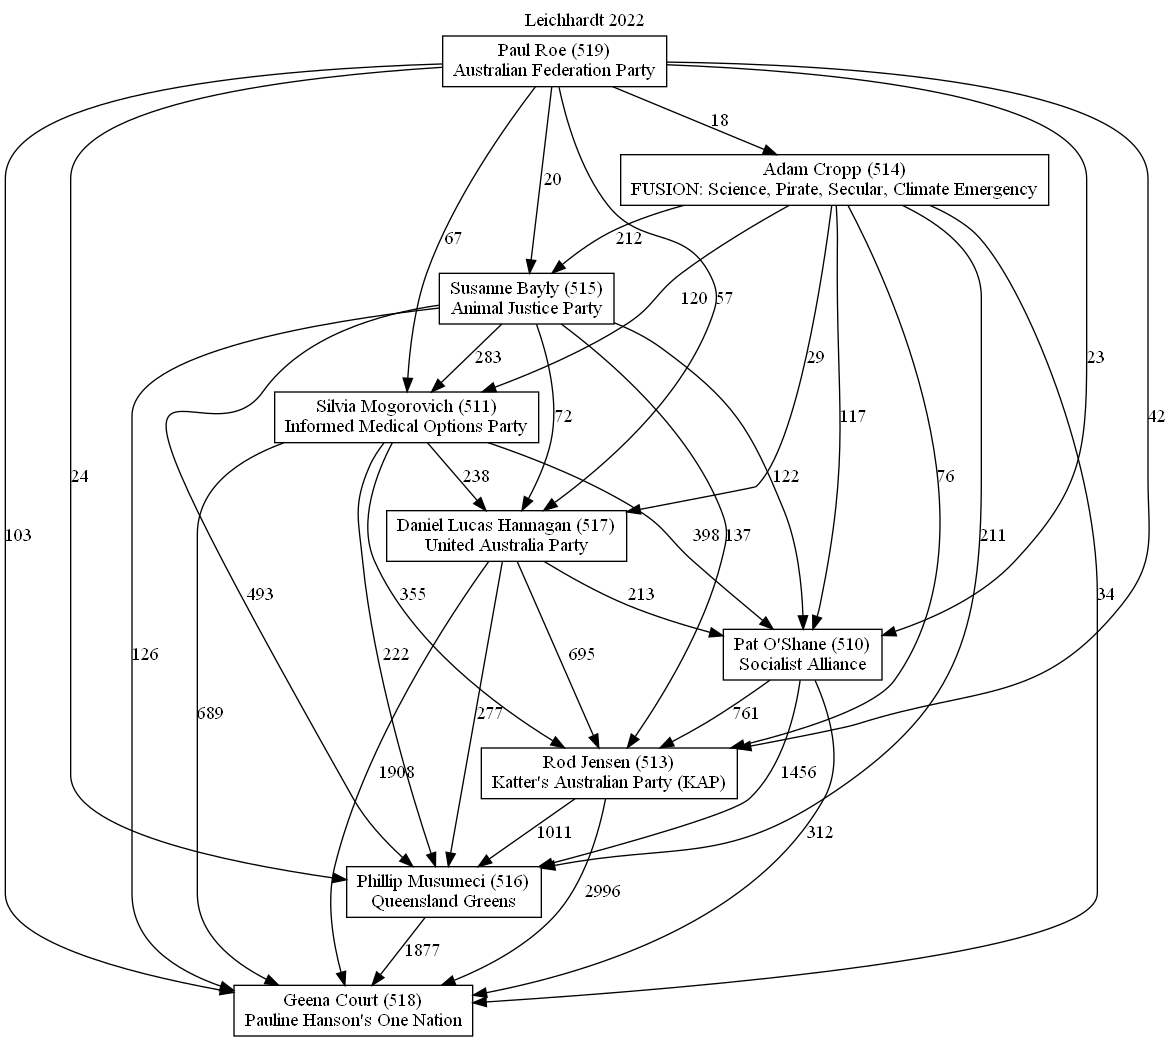 Leichhardt 2022
Paul Roe (519)
Australian Federation Party
18
Adam Cropp (514)
FUSION: Science, Pirate, Secular, Climate Emergency
20
67
212
Susanne Bayly (515)
Animal Justice Party
120
57
283
29
23
Silvia Mogorovich (511)
Informed Medical Options Party
72
117
42
24
238
122
76
Daniel Lucas Hannagan (517)
United Australia Party
103
398
137
211
493
355
213
34
Pat O'Shane (510)
Socialist Alliance
126
222
695
689
277
761
Rod Jensen (513)
Katter's Australian Party (KAP)
1908
1456
1011
312
Phillip Musumeci (516)
Queensland Greens
2996
1877
Geena Court (518)
Pauline Hanson's One Nation